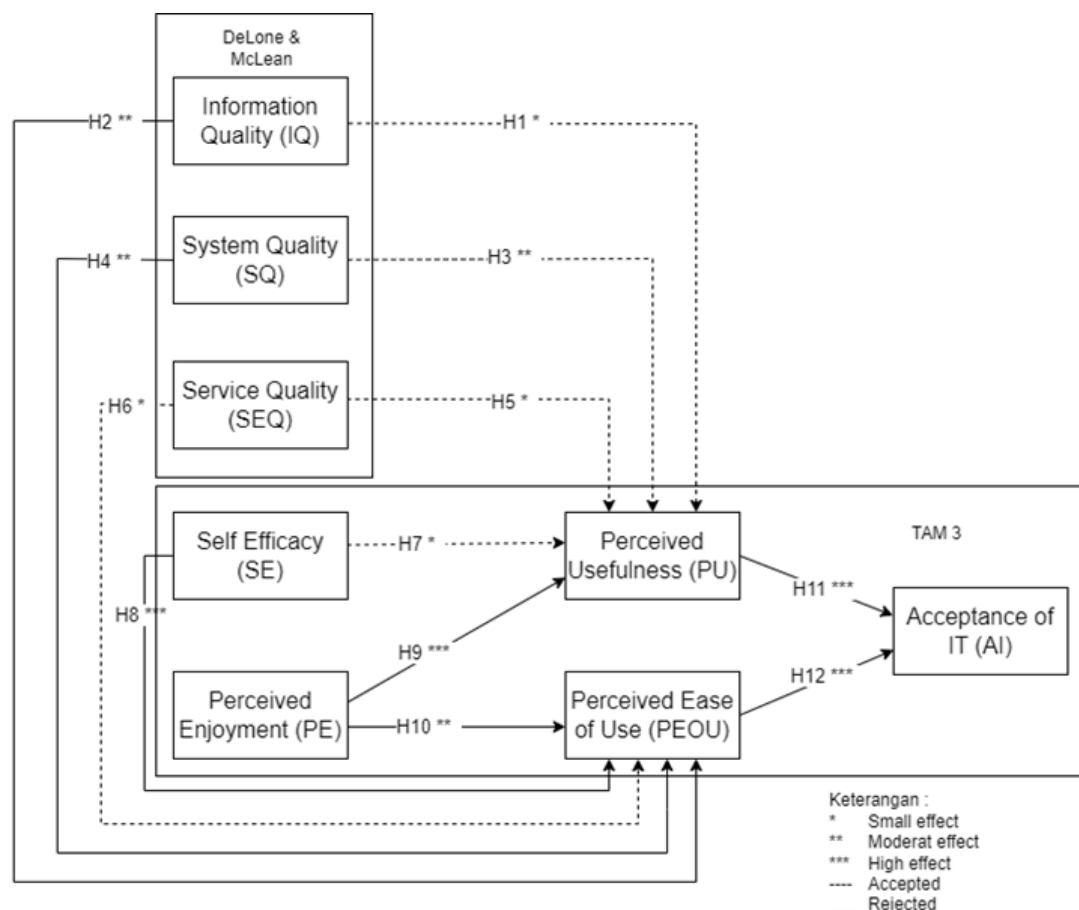 DeLone &
McLean
Information
Quality (IQ)
H2 **
H1 *
System Quality
(SQ)
H4 **
H3 **
Service Quality
(SEQ)
H6 *
H5 *
Self Efficacy
(SE)
H7 *
Perceived
Usefulness (PU)
TAM 3
H8 ***
H11 ***
Acceptance of
IT (AI)
H9 ***
H12 ***
Perceived
Enjoyment (PE)
H10 **
Perceived Ease
of Use (PEOU)
Keterangan :
* Small effect
** Moderat effect
*** High effect
---- Accepted
Rejected